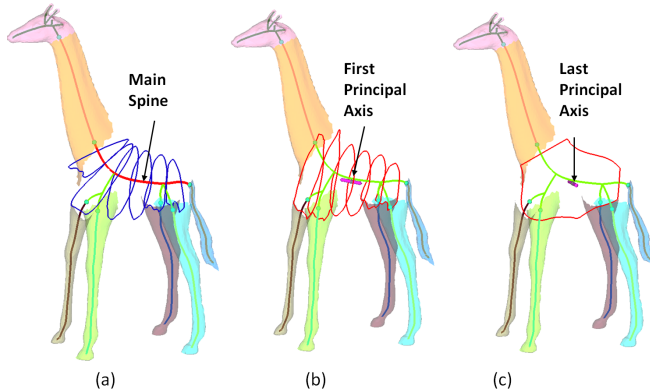 Main
Spine
First
Principal
Axis
Last
Principal
Axis
(a)
(b)
(c)